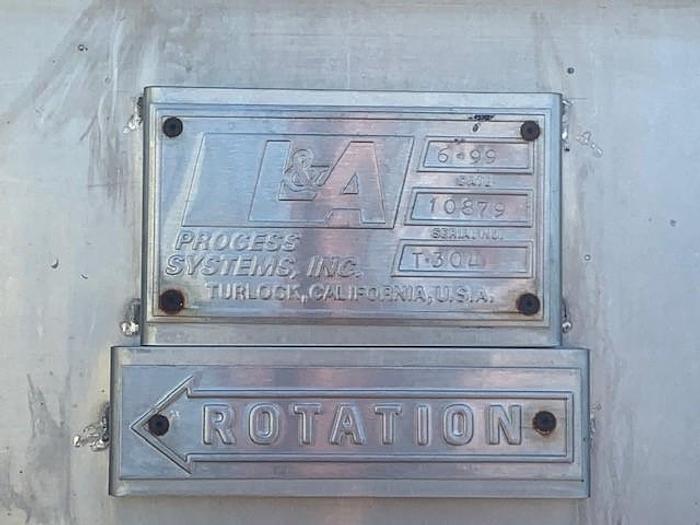 L&A
PROCESS
SYSTEMS, INC.
TURLOCK, CALIFORNIA, U.S.A.
6-99
DATE
10879
SERIAL NO.
T-304
ROTATION